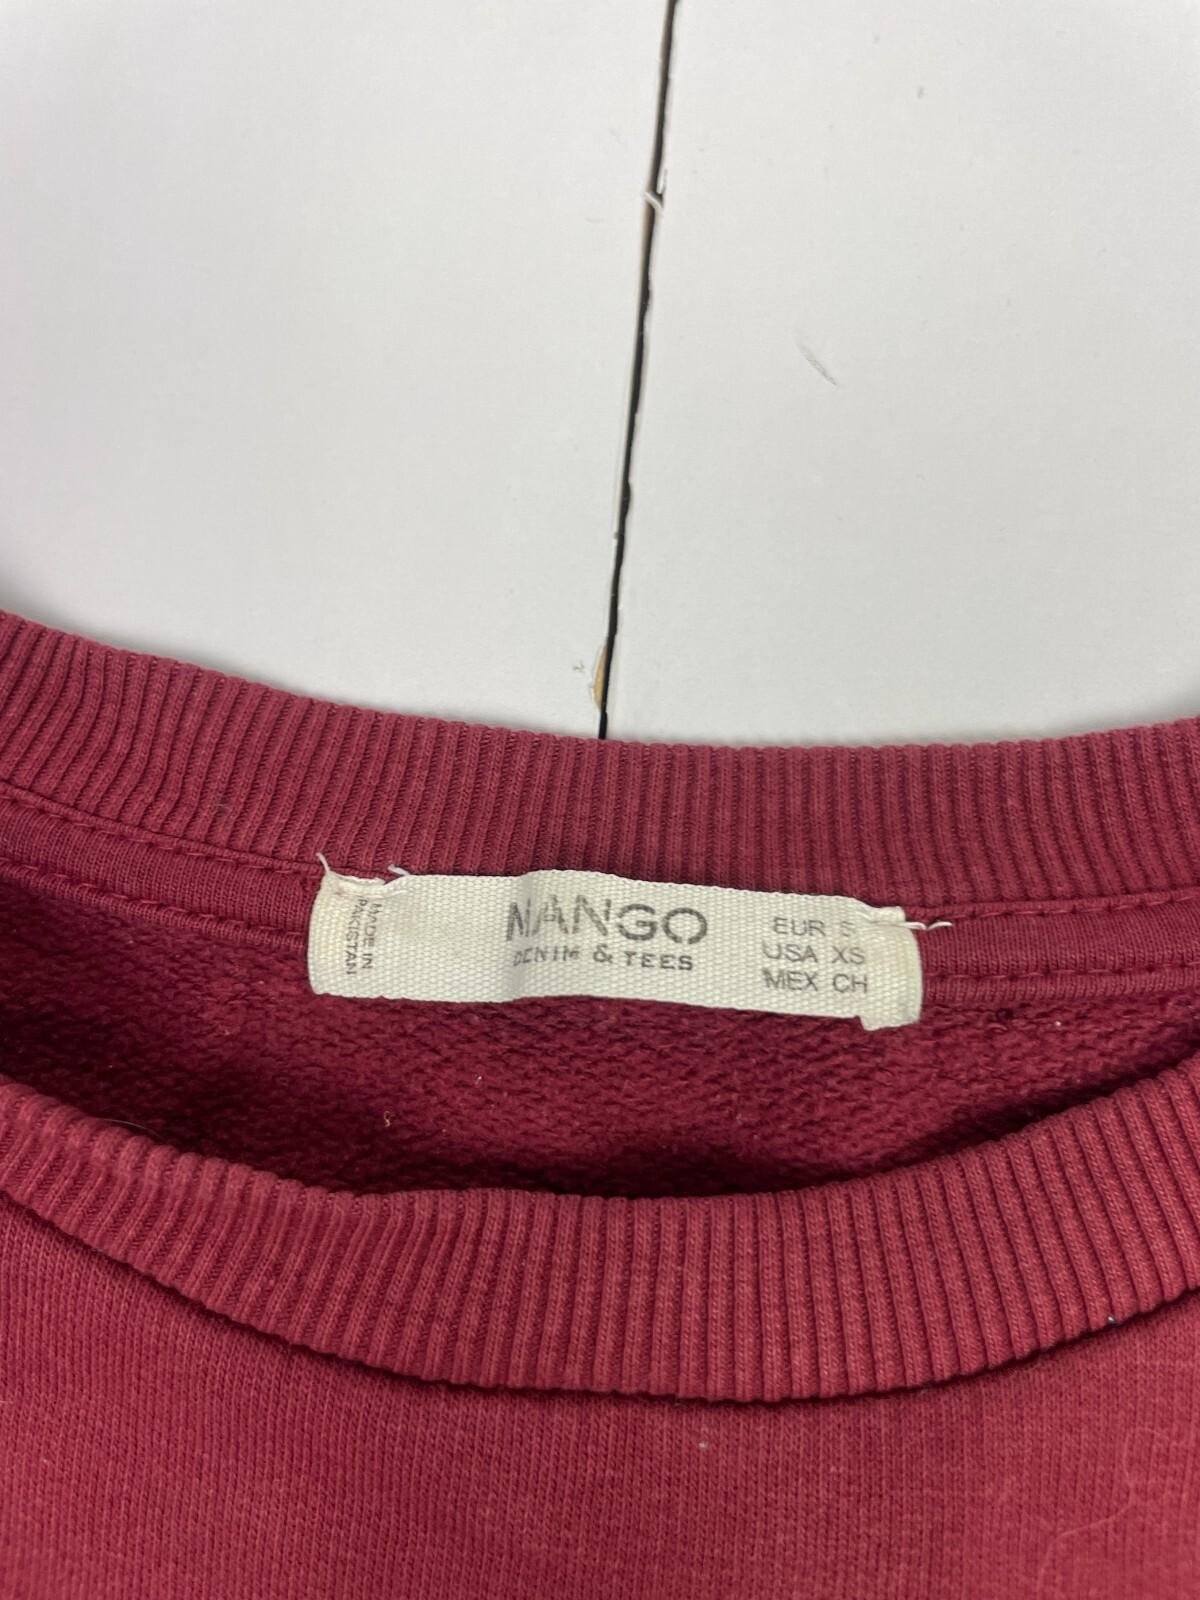 MADE IN
PAKISTAN
MANGO
DENIM & TEES
EUR S
USA XS
MEX CH